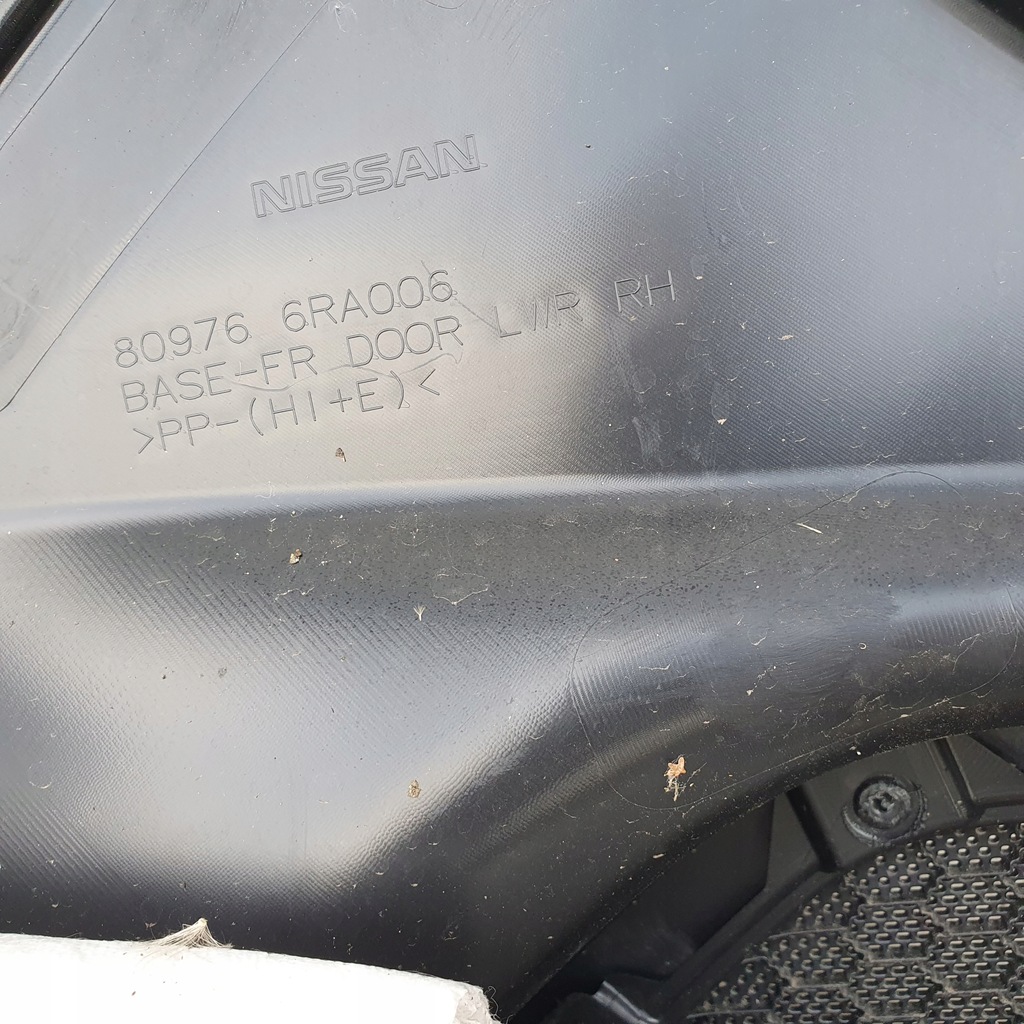 NISSAN
80976 6RA006
BASE-FR DOOR L//R RH
>PP-(HI+E)<